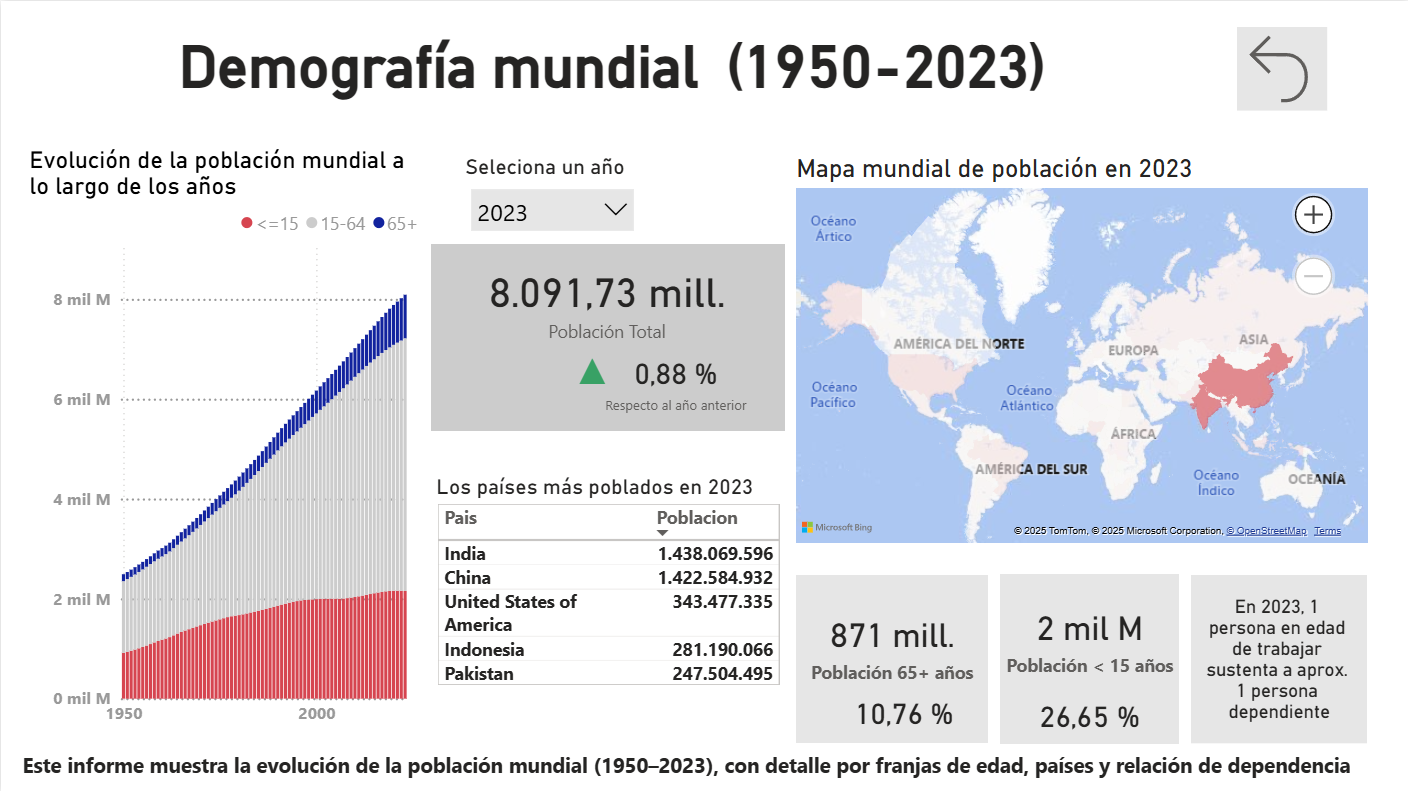 Demografía mundial (1950-2023)
Evolución de la población mundial a
lo largo de los años
<=15 15-64 65+
8 mil M
6 mil M
4 mil M
2 mil M
0 mil M
1950 2000
Seleciona un año
2023
8.091,73 mill.
Población Total
0,88 %
Respecto al año anterior
Los países más poblados en 2023
Pais Poblacion
India 1.438.069.596
China 1.422.584.932
United States of 343.477.335
America
Indonesia 281.190.066
Pakistan 247.504.495
Mapa mundial de población en 2023
Océano
Ártico
AMÉRICA DEL NORTE
EUROPA
ASIA
Océano
Pacífico
Océano
Atlántico
ÁFRICA
AMÉRICA DEL SUR
Océano
Índico
OCEANÍA
Microsoft Bing
© 2025 TomTom, © 2025 Microsoft Corporation, © OpenStreetMap Terms
871 mill.
Población 65+ años
10,76 %
2 mil M
Población < 15 años
26,65 %
En 2023, 1
persona en edad
de trabajar
sustenta a aprox.
1 persona
dependiente
Este informe muestra la evolución de la población mundial (1950–2023), con detalle por franjas de edad, países y relación de dependencia